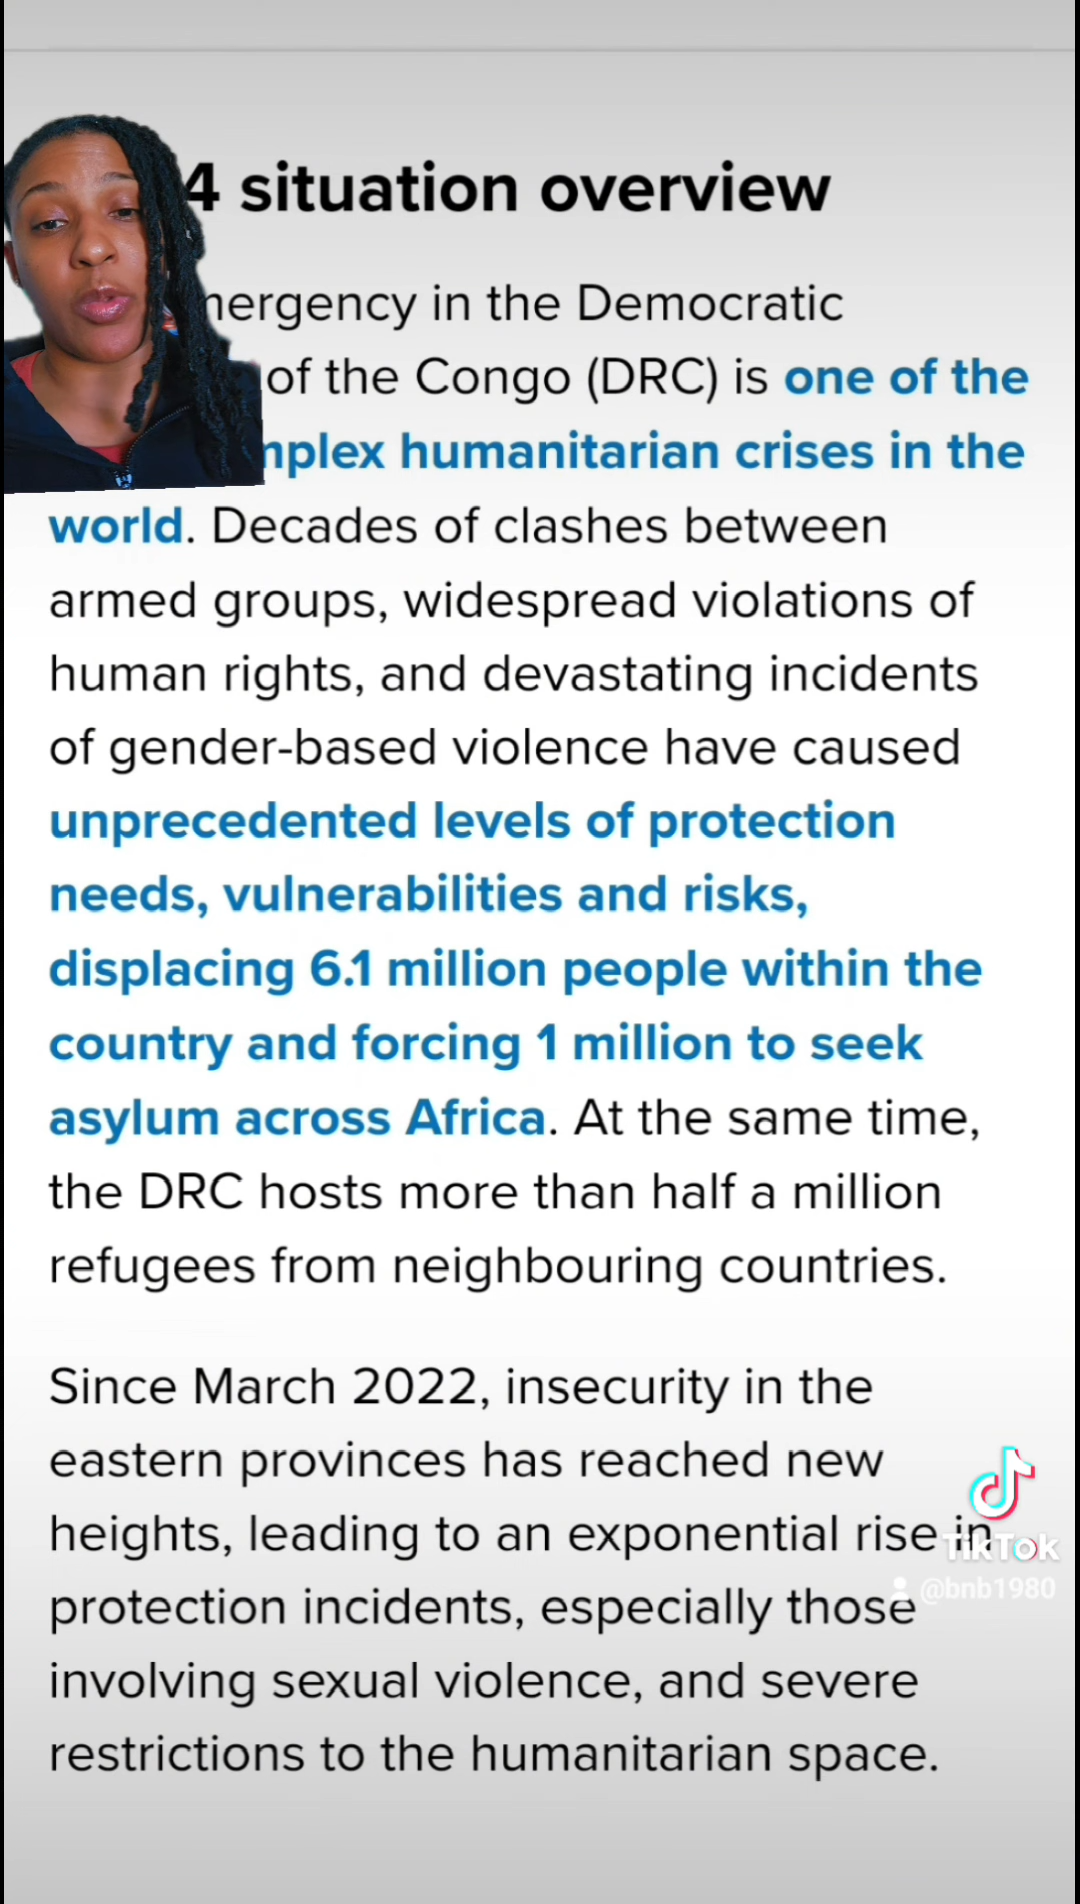 4 situation overview
in the Democratic
of the Congo (DRC) is one of the
humanitarian crises in the
world. Decades of clashes between
armed groups, widespread violations of
human rights, and devastating incidents
of gender-based violence have caused
unprecedented levels of protection
needs, vulnerabilities and risks,
displacing 6.1 million people within the
country and forcing 1 million to seek
asylum across Africa. At the same time,
the DRC hosts more than half a million
refugees from neighbouring countries.
Since March 2022, insecurity in the
eastern provinces has reached new
heights, leading to an exponential rise in
protection incidents, especially those
involving sexual violence, and severe
restrictions to the humanitarian space.
TikTok
@bnb1980